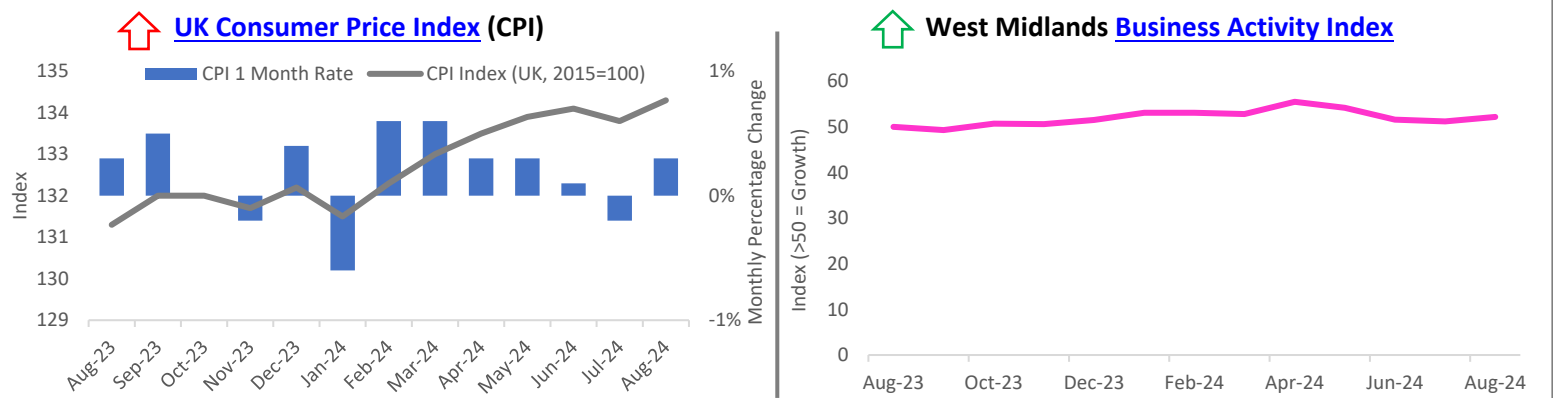 UK Consumer Price Index (CPI)
CPI 1 Month Rate
CPI Index (UK, 2015=100)
Index
135
134
133
132
131
130
129
1%
0%
-1%
Monthly Percentage Change
Aug-23
Sep-23
Oct-23
Nov-23
Dec-23
Jan-24
Feb-24
Mar-24
Apr-24
May-24
Jun-24
Jul-24
Aug-24
West Midlands Business Activity Index
Index (>50 = Growth)
60
50
40
30
20
10
0
Aug-23
Oct-23
Dec-23
Feb-24
Apr-24
Jun-24
Aug-24